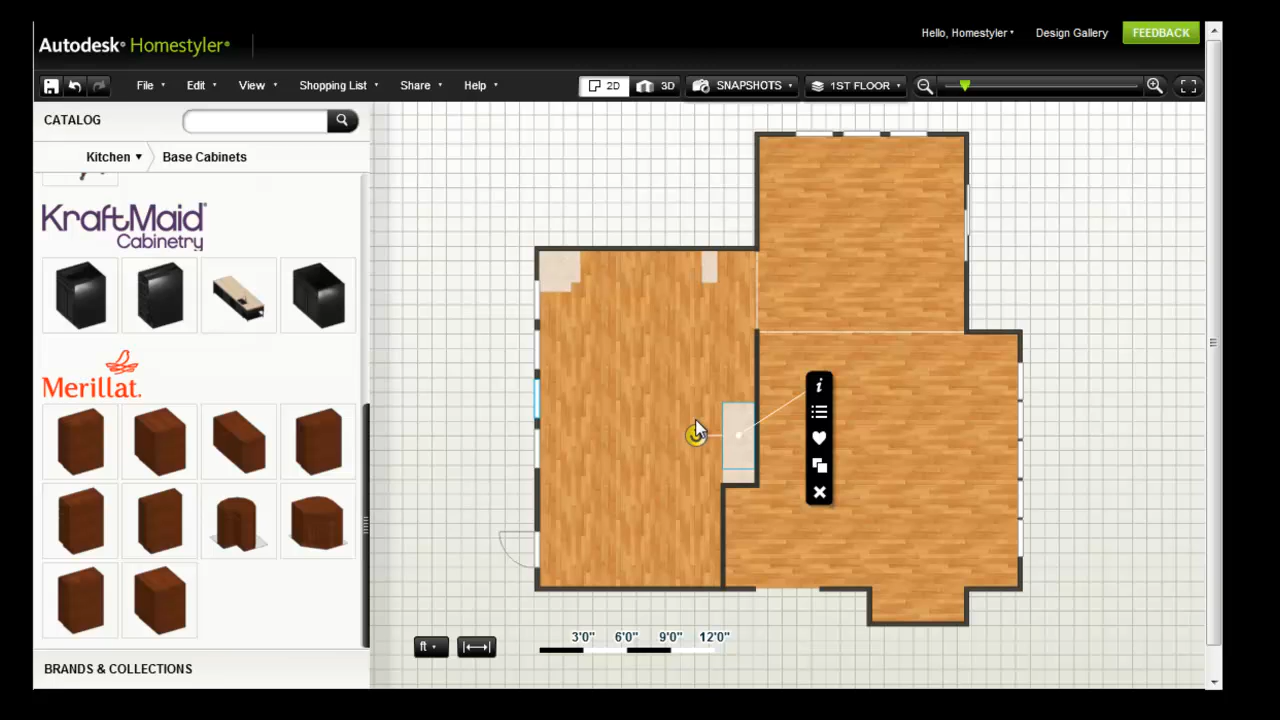 Autodesk® Homestyler®
Hello, Homestyler
Design Gallery
FEEDBACK
File
Edit
View
Shopping List
Share
Help
2D
3D
SNAPSHOTS
1ST FLOOR
CATALOG
Kitchen
Base Cabinets
KraftMaid
Cabinetry
Merillat.
i
ft
3'0" 6'0" 9'0" 12'0"
BRANDS & COLLECTIONS